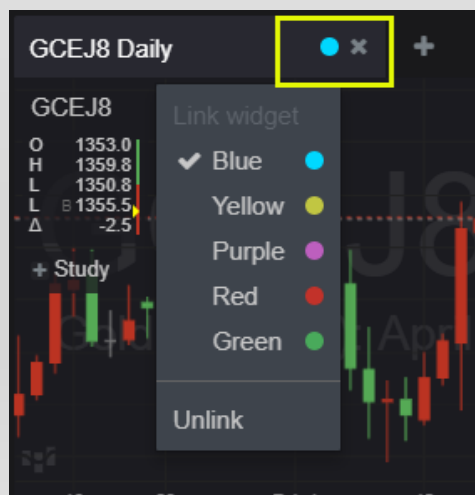 GCEJ8 Daily
GCEJ8
O 1353.0
H 1359.8
L 1350.8
L B 1355.5
Δ -2.5
+ Study
Link widget
Blue
Yellow
Purple
Red
Green
Unlink